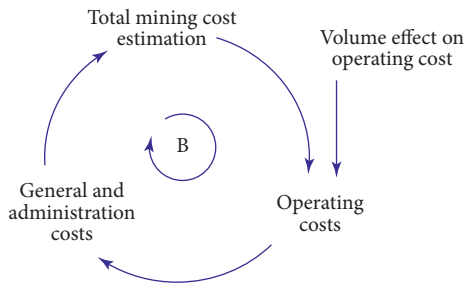 Total mining cost
estimation
Volume effect on
operating cost
B
General and
administration
costs
Operating
costs